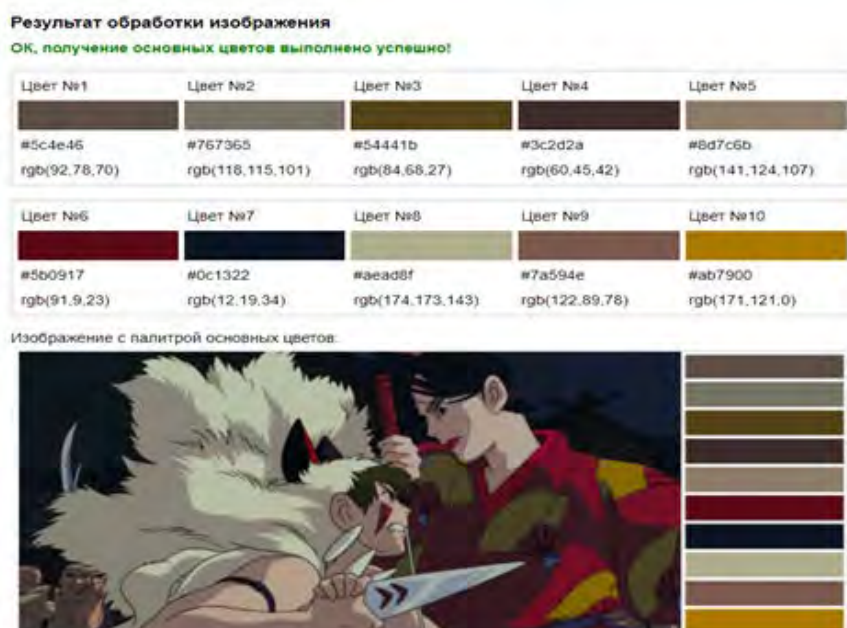 Результат обработки изображения
ОК, получение основных цветов выполнено успешно!
Цвет №1 Цвет №2 Цвет №3 Цвет №4 Цвет №5
#5c4e46 #767365 #54441b #3c2d2a #8d7c6b
rgb(92,78,70) rgb(118,115,101) rgb(84,68,27) rgb(60,45,42) rgb(141,124,107)
Цвет №6 Цвет №7 Цвет №8 Цвет №9 Цвет №10
#5b0917 #0c1322 #aead8f #7a594e #ab7900
rgb(91,9,23) rgb(12,19,34) rgb(174,173,143) rgb(122,89,78) rgb(171,121,0)
Изображение с палитрой основных цветов: